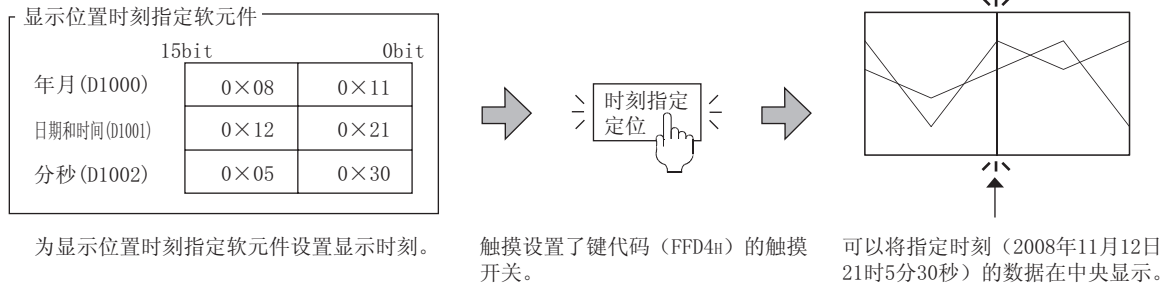 显示位置时刻指定软元件
15bit 0bit
年月(D1000) 0×08 0×11
日期和时间(D1001) 0×12 0×21
分秒(D1002) 0×05 0×30
时刻指定
定位
为显示位置时刻指定软元件设置显示时刻。
触摸设置了键代码（FFD4H）的触摸
开关。
可以将指定时刻（2008年11月12日
21时5分30秒）的数据在中央显示。